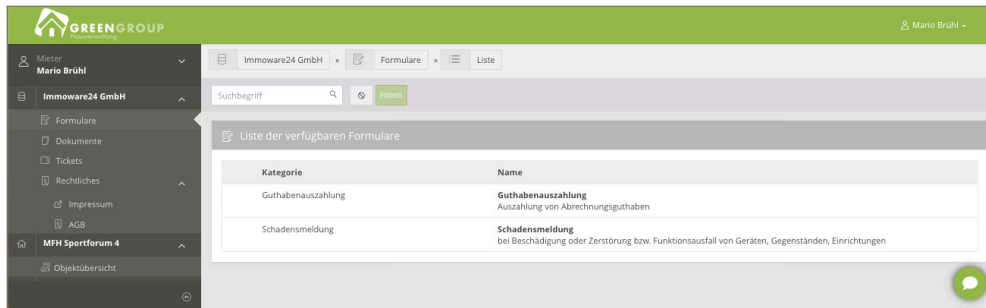 GREENGROUP
Hausverwaltung
Mario Brühl
Mieter
Mario Brühl
Immoware24 GmbH
Formulare
Dokumente
Tickets
Rechtliches
Impressum
AGB
MFH Sportforum 4
Objektübersicht
Immoware24 GmbH » Formulare » Liste
Suchbegriff Filtern
Liste der verfügbaren Formulare
Kategorie Name
Guthabenauszahlung Guthabenauszahlung
Auszahlung von Abrechnungsguthaben
Schadensmeldung Schadensmeldung
bei Beschädigung oder Zerstörung bzw. Funktionsausfall von Geräten, Gegenständen, Einrichtungen